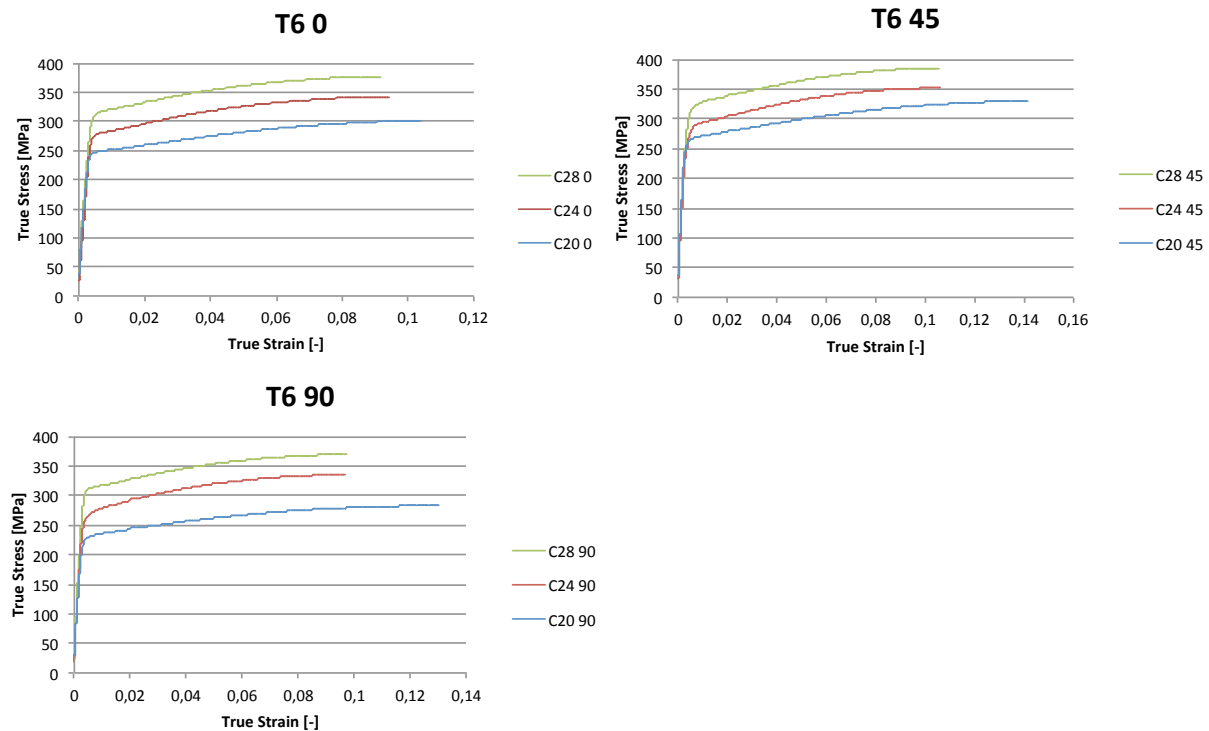 T6 0
True Stress [MPa]
400
350
300
250
200
150
100
50
0
0
0,02
0,04
0,06
0,08
0,1
0,12
True Strain [-]
C28 0
C24 0
C20 0
T6 45
True Stress [MPa]
400
350
300
250
200
150
100
50
0
0
0,02
0,04
0,06
0,08
0,1
0,12
0,14
0,16
True Strain [-]
C28 45
C24 45
C20 45
T6 90
True Stress [MPa]
400
350
300
250
200
150
100
50
0
0
0,02
0,04
0,06
0,08
0,1
0,12
0,14
True Strain [-]
C28 90
C24 90
C20 90